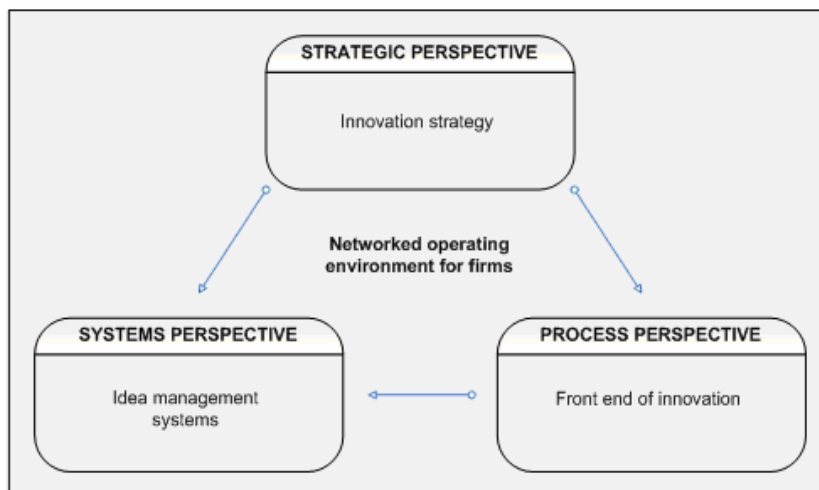 STRATEGIC PERSPECTIVE
Innovation strategy
Networked operating
environment for firms
SYSTEMS PERSPECTIVE
Idea management
systems
PROCESS PERSPECTIVE
Front end of innovation